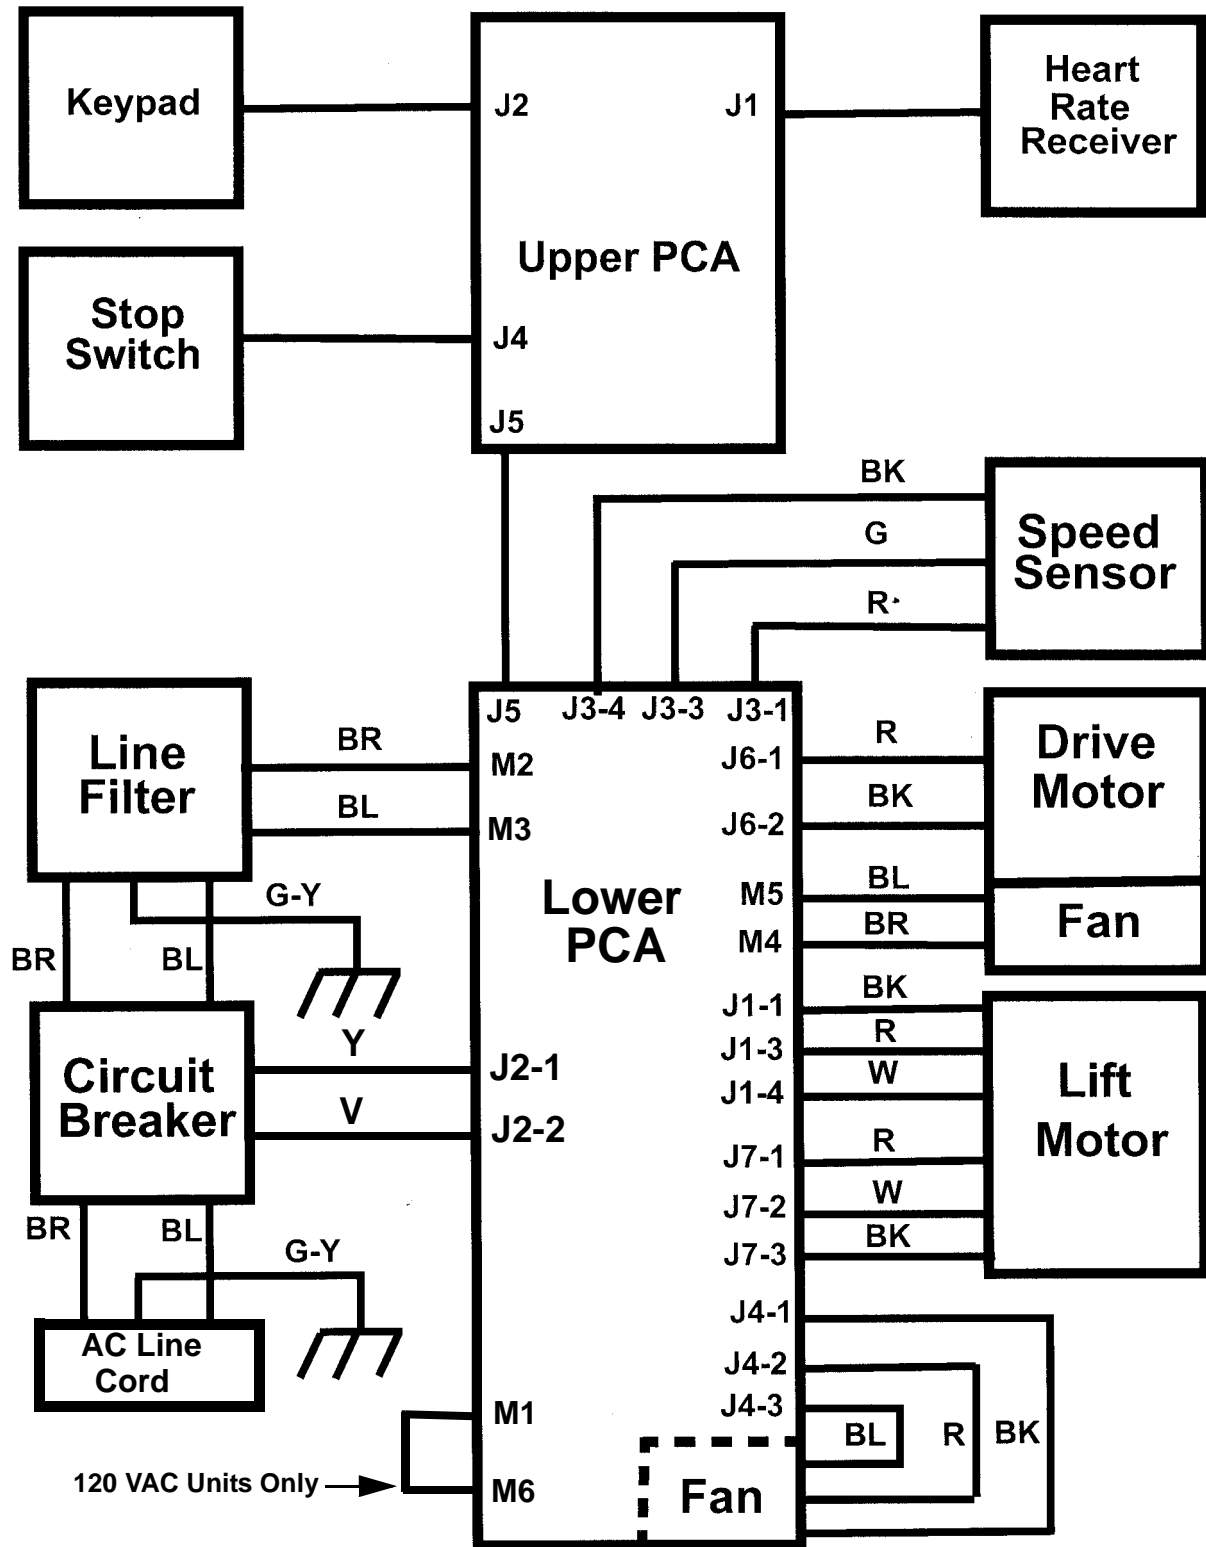 Keypad
J2
J1
Heart
Rate
Receiver
Upper PCA
Stop
Switch
J4
J5
BK
G
R
Speed
Sensor
Line
Filter
BR
BL
J5
J3-4
J3-3
J3-1
M2
M3
J6-1
J6-2
R
BK
Drive
Motor
G-Y
BR
BL
Lower
PCA
M5
M4
BL
BR
Fan
Circuit
Breaker
Y
V
J2-1
J2-2
J1-1
J1-3
J1-4
BK
R
W
Lift
Motor
J7-1
J7-2
J7-3
R
W
BK
BR
BL
G-Y
AC Line
Cord
J4-1
J4-2
J4-3
BL
R
BK
M1
120 VAC Units Only
M6
Fan